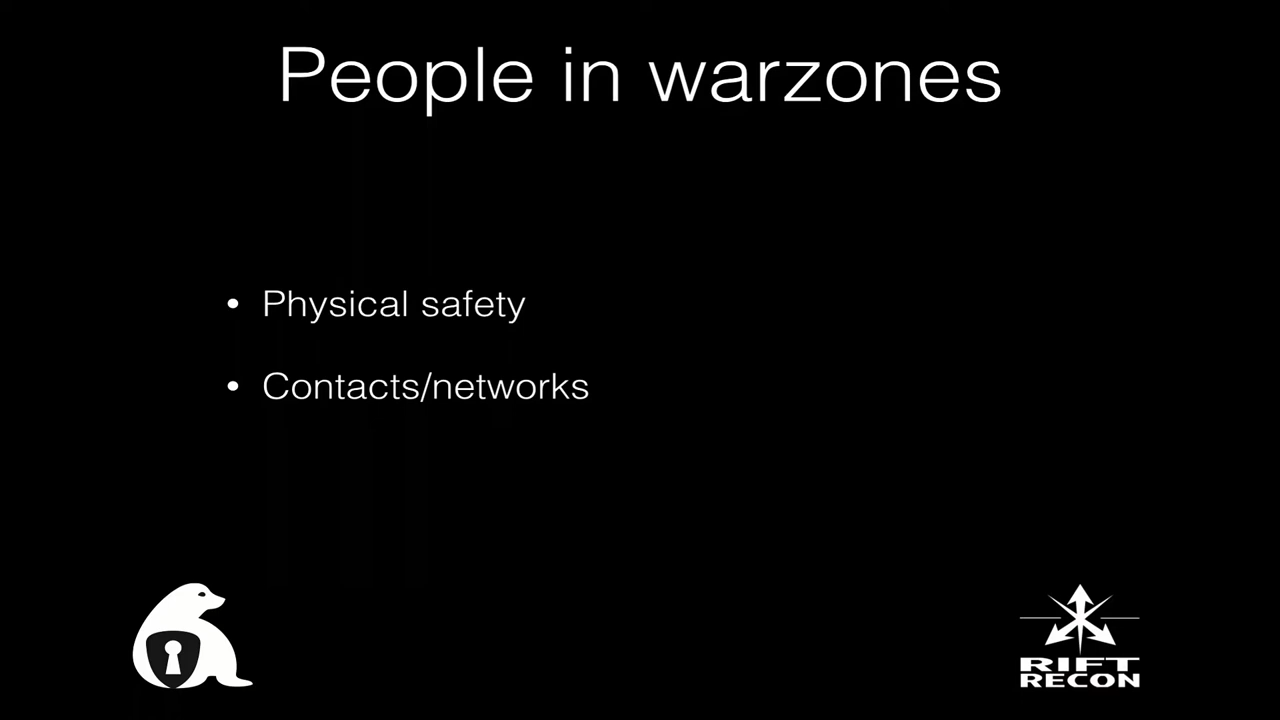 People in warzones
• Physical safety
• Contacts/networks
RIFT
RECON